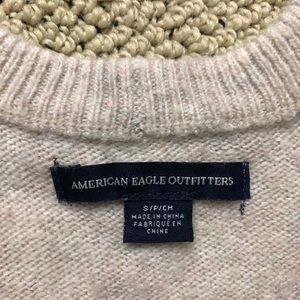 AMERICAN EAGLE OUTFITTERS
S/P/CH
MADE IN CHINA
FABRIQUÉ EN
CHINE